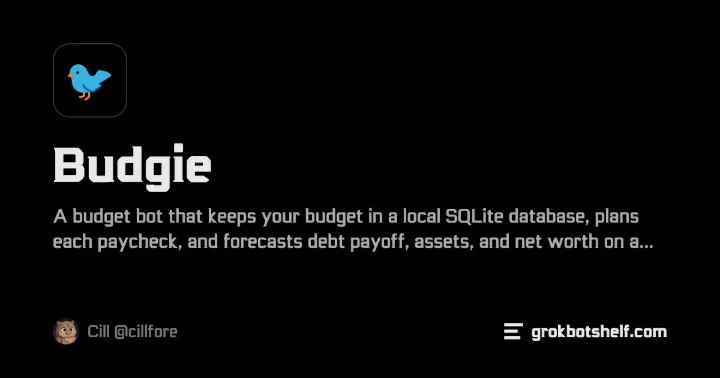 Budgie
A budget bot that keeps your budget in a local SQLite database, plans
each paycheck, and forecasts debt payoff, assets, and net worth on a...
Cill @cillfore
grokbotshelf.com